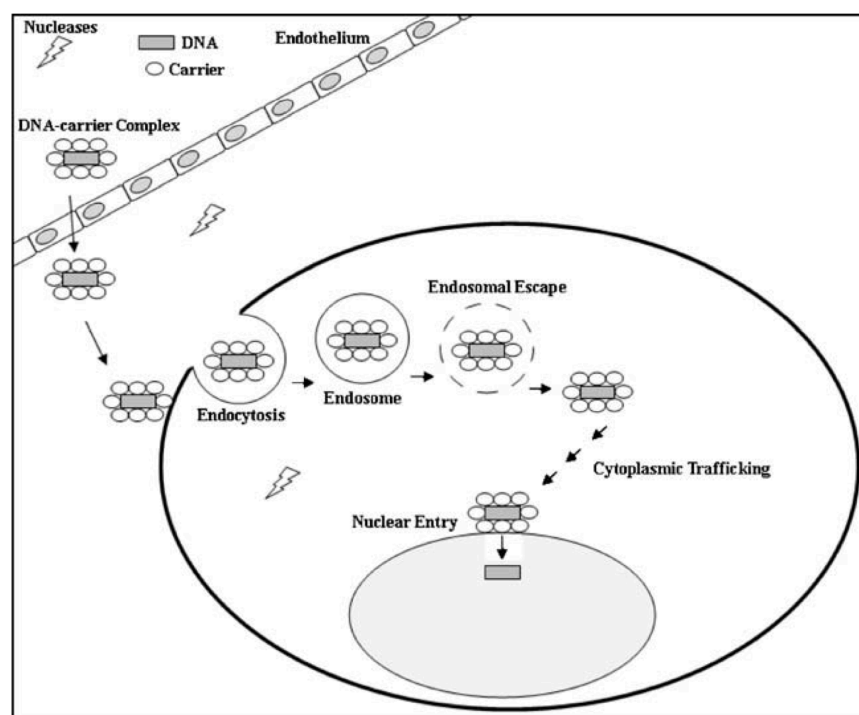 Nucleases
DNA
Carrier
Endothelium
DNA-carrier Complex
Endosomal Escape
Endocytosis
Endosome
Cytoplasmic Trafficking
Nuclear Entry